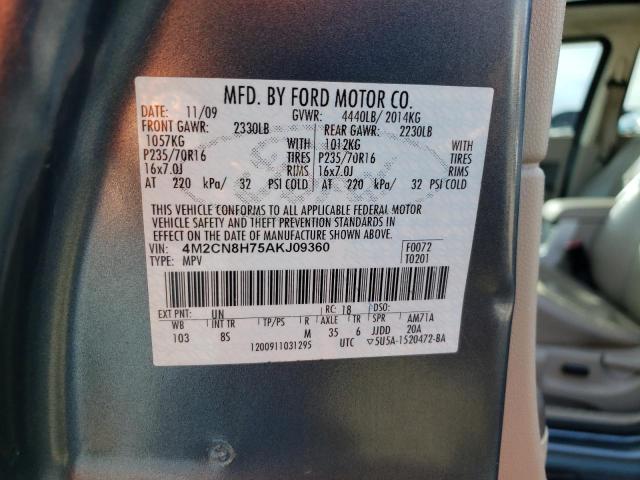 MFD. BY FORD MOTOR CO.
DATE: 11/09 GVWR: 4440LB/ 2014KG
FRONT GAWR: 2330LB REAR GAWR: 2230LB
1057KG WITH 1012KG WITH
P235/70R16 TIRES P235/70R16 TIRES
16x7.0J RIMS 16x7.0J RIMS
AT 220 kPa/ 32 PSI COLD AT 220 kPa/ 32 PSI COLD
THIS VEHICLE CONFORMS TO ALL APPLICABLE FEDERAL MOTOR
VEHICLE SAFETY AND THEFT PREVENTION STANDARDS IN
EFFECT ON THE DATE OF MANUFACTURE SHOWN ABOVE.
VIN: 4M2CN8H75AKJ09360 F0072
TYPE: MPV T0201
EXT PNT: UN RC: 18 DSO:
WB INT TR TP/PS R AXLE TR SPR AM71A
103 8S M 35 6 JJDD 20A
120091103129S UTC ▽5U5A-1520472-BA